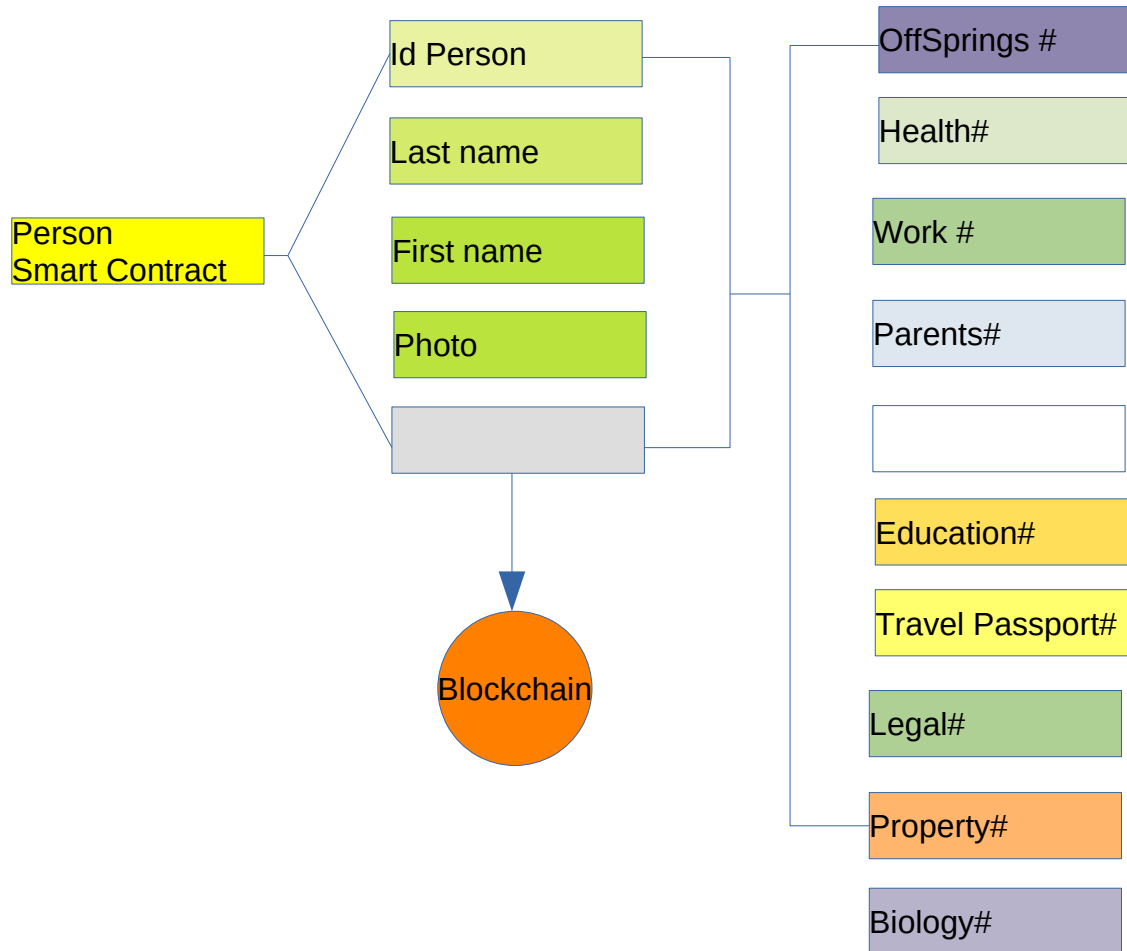 Person
Smart Contract
Id Person
Last name
First name
Photo
Blockchain
OffSprings #
Health#
Work #
Parents#
Education#
Travel Passport#
Legal#
Property#
Biology#